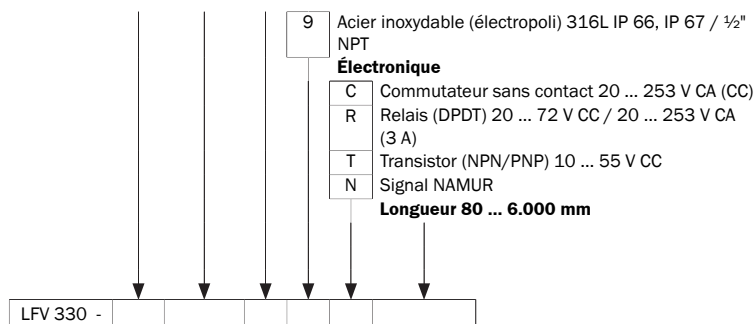 9 Acier inoxydable (électropoli) 316L IP 66, IP 67 / ½"
NPT
Électronique
C Commutateur sans contact 20 ... 253 V CA (CC)
R Relais (DPDT) 20 ... 72 V CC / 20 ... 253 V CA
(3 A)
T Transistor (NPN/PNP) 10 ... 55 V CC
N Signal NAMUR
Longueur 80 ... 6.000 mm
LFV 330 -